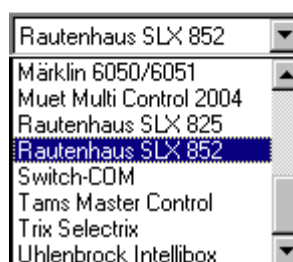 Rautenhaus SLX 852
Märklin 6050/6051
Muet Multi Control 2004
Rautenhaus SLX 825
Rautenhaus SLX 852
Switch-COM
Tams Master Control
Trix Selectrix
Uhlenbrock Intellibox